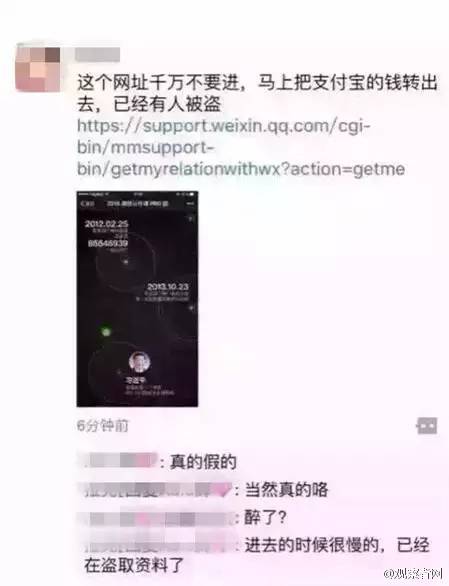 这个网址千万不要进，马上把支付宝的钱转出
去，已经有人被盗
https://support.weixin.qq.com/cgi-
bin/mmsupport-
bin/getmyrelationwithwx?action=getme
2012.02.25
85546939
2013.10.23
6分钟前
: 真的假的
: 当然真的咯
: 醉了?
: 进去的时候很慢的，已经
在盗取资料了
@观察者网